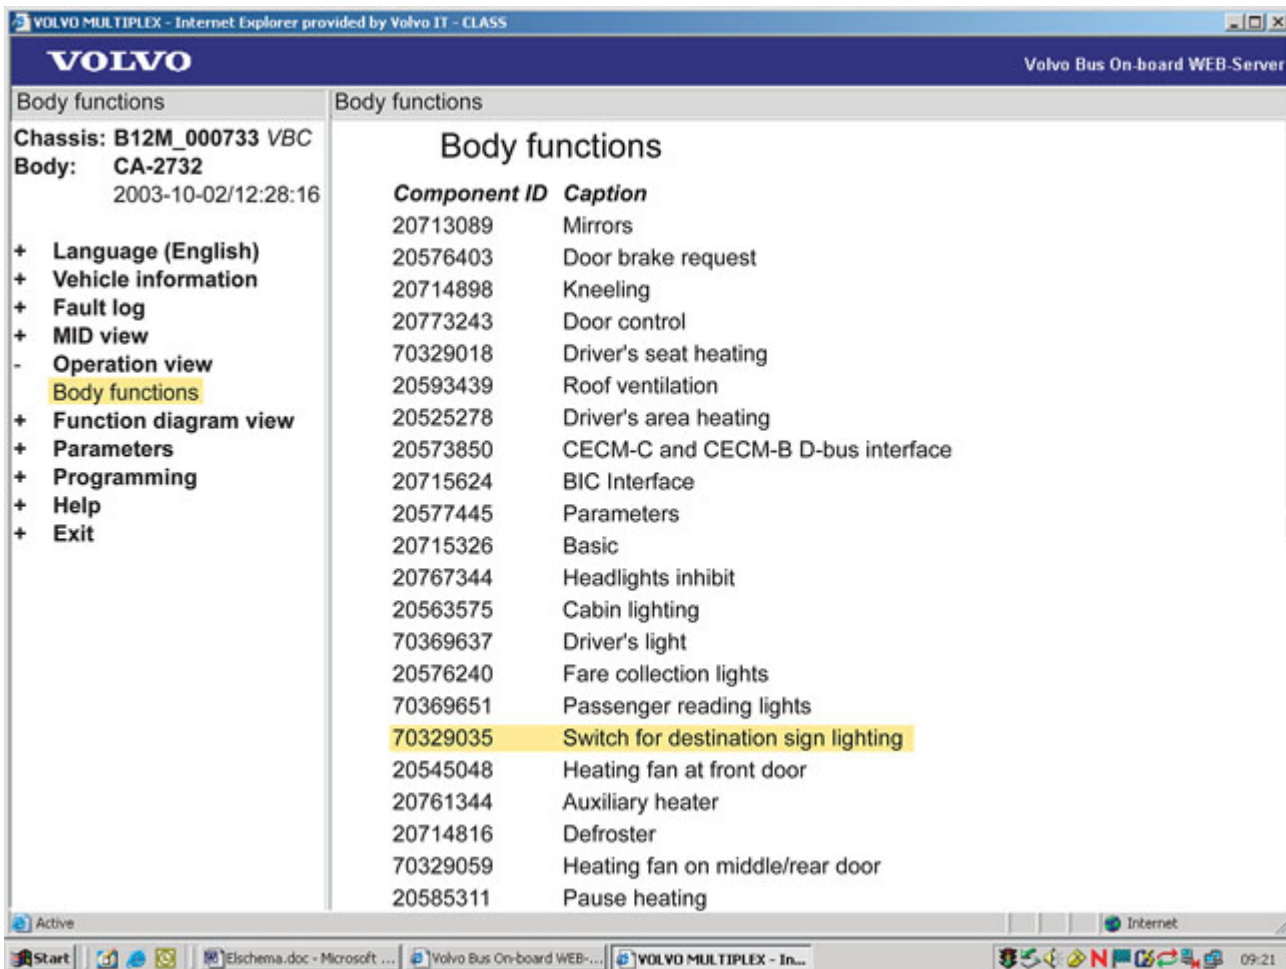 VOLVO MULTIPLEX - Internet Explorer provided by Volvo IT - CLASS
VOLVO
Volvo Bus On-board WEB-Server
Body functions
Chassis: B12M_000733 VBC
Body: CA-2732
2003-10-02/12:28:16
+ Language (English)
+ Vehicle information
+ Fault log
+ MID view
- Operation view
Body functions
+ Function diagram view
+ Parameters
+ Programming
+ Help
+ Exit
Body functions
Body functions
Component ID Caption
20713089 Mirrors
20576403 Door brake request
20714898 Kneeling
20773243 Door control
70329018 Driver's seat heating
20593439 Roof ventilation
20525278 Driver's area heating
20573850 CECM-C and CECM-B D-bus interface
20715624 BIC Interface
20577445 Parameters
20715326 Basic
20767344 Headlights inhibit
20563575 Cabin lighting
70369637 Driver's light
20576240 Fare collection lights
70369651 Passenger reading lights
70329035 Switch for destination sign lighting
20545048 Heating fan at front door
20761344 Auxiliary heater
20714816 Defroster
70329059 Heating fan on middle/rear door
20585311 Pause heating
Active
Internet
Start
Elschema.doc - Microsoft ...
Volvo Bus On-board WEB-...
VOLVO MULTIPLEX - In...
09:21